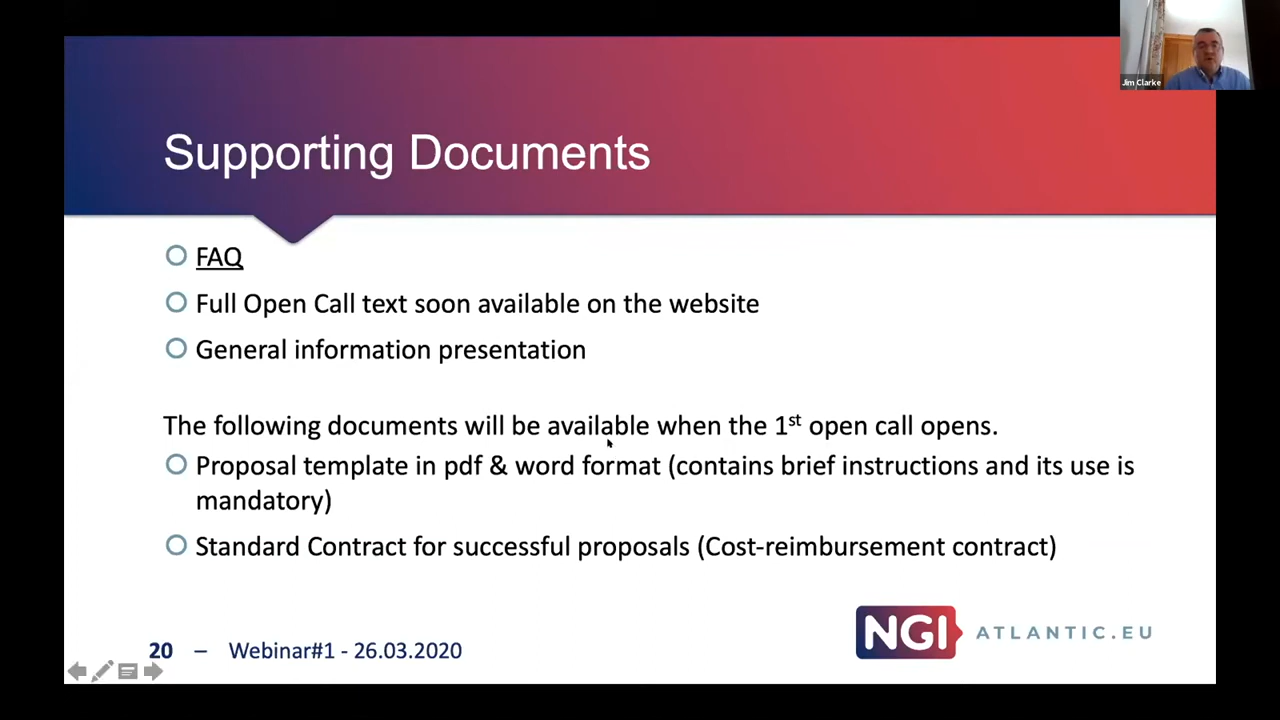 Jim Clarke
Supporting Documents
FAQ
Full Open Call text soon available on the website
General information presentation
The following documents will be available when the 1st open call opens.
Proposal template in pdf & word format (contains brief instructions and its use is
mandatory)
Standard Contract for successful proposals (Cost-reimbursement contract)
NGI ATLANTIC.EU
20 – Webinar#1 - 26.03.2020